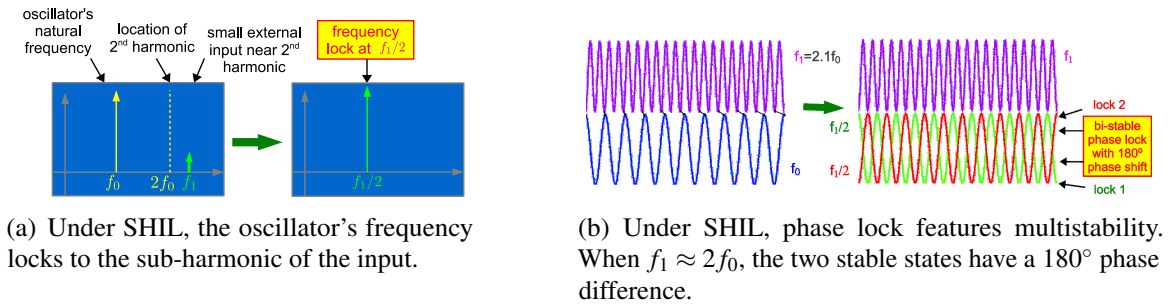 oscillator's
natural
frequency
location of
2nd harmonic
small external
input near 2nd
harmonic
frequency
lock at f₁/2
f₀
2f₀
f₁
f₁/2
(a) Under SHIL, the oscillator's frequency
locks to the sub-harmonic of the input.
f₁=2.1f₀
f₀
f₁
f₁/2
f₁/2
lock 2
bi-stable
phase lock
with 180º
phase shift
lock 1
(b) Under SHIL, phase lock features multistability.
When f₁ ≈ 2f₀, the two stable states have a 180° phase
difference.